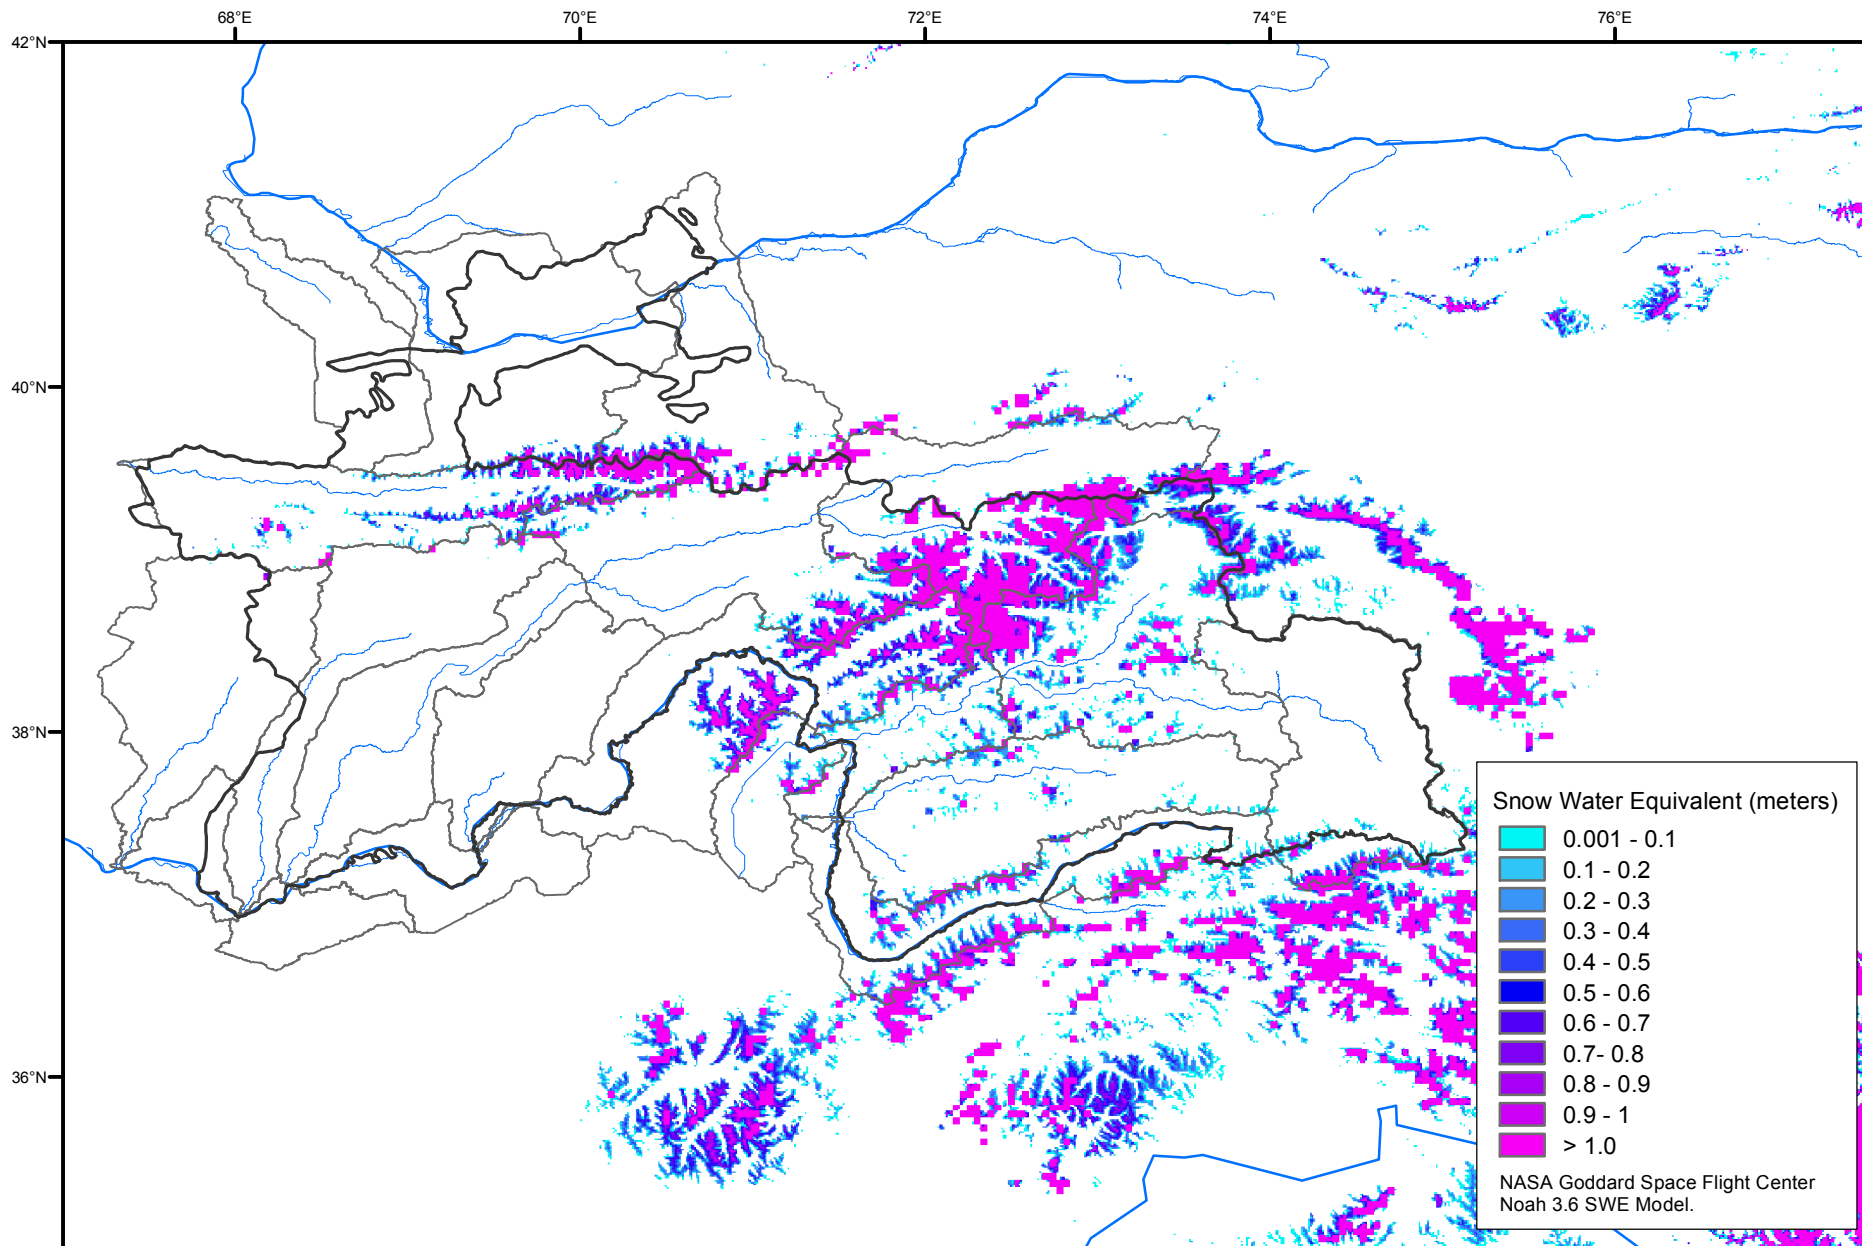 68°E
70°E
72°E
74°E
76°E
42°N
40°N
38°N
36°N
Snow Water Equivalent (meters)
0.001 - 0.1
0.1 - 0.2
0.2 - 0.3
0.3 - 0.4
0.4 - 0.5
0.5 - 0.6
0.6 - 0.7
0.7- 0.8
0.8 - 0.9
0.9 - 1
> 1.0
NASA Goddard Space Flight Center
Noah 3.6 SWE Model.